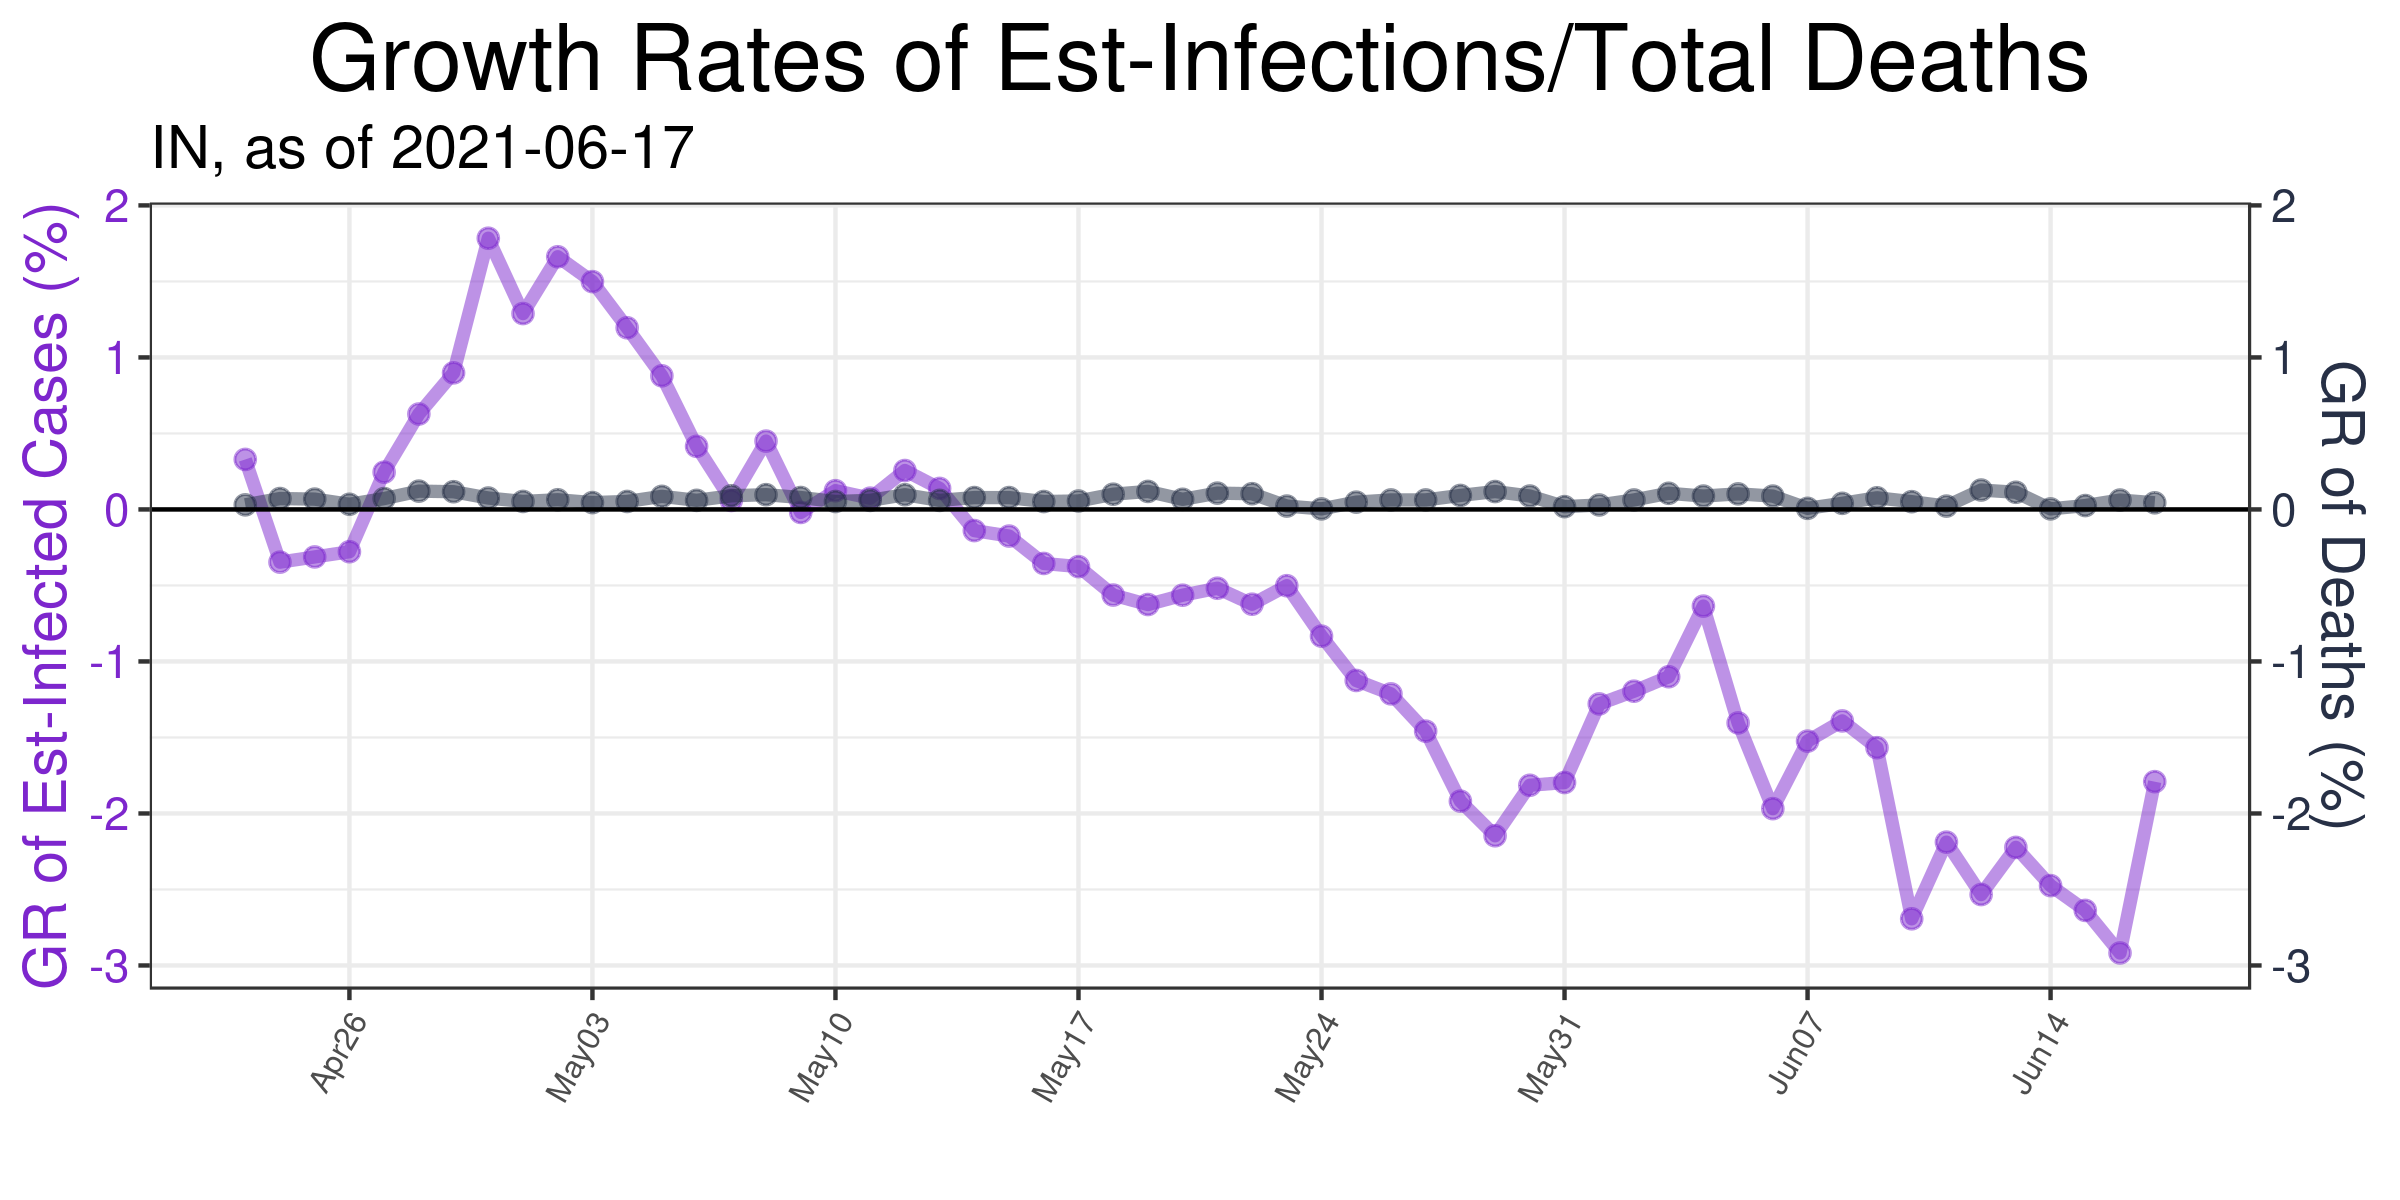 Growth Rates of Est-Infections/Total Deaths
IN, as of 2021-06-17
GR of Est-Infected Cases (%)
2
1
0
-1
-2
-3
2
1
0
-1
-2
-3
GR of Deaths (%)
Apr26
May03
May10
May17
May24
May31
Jun07
Jun14